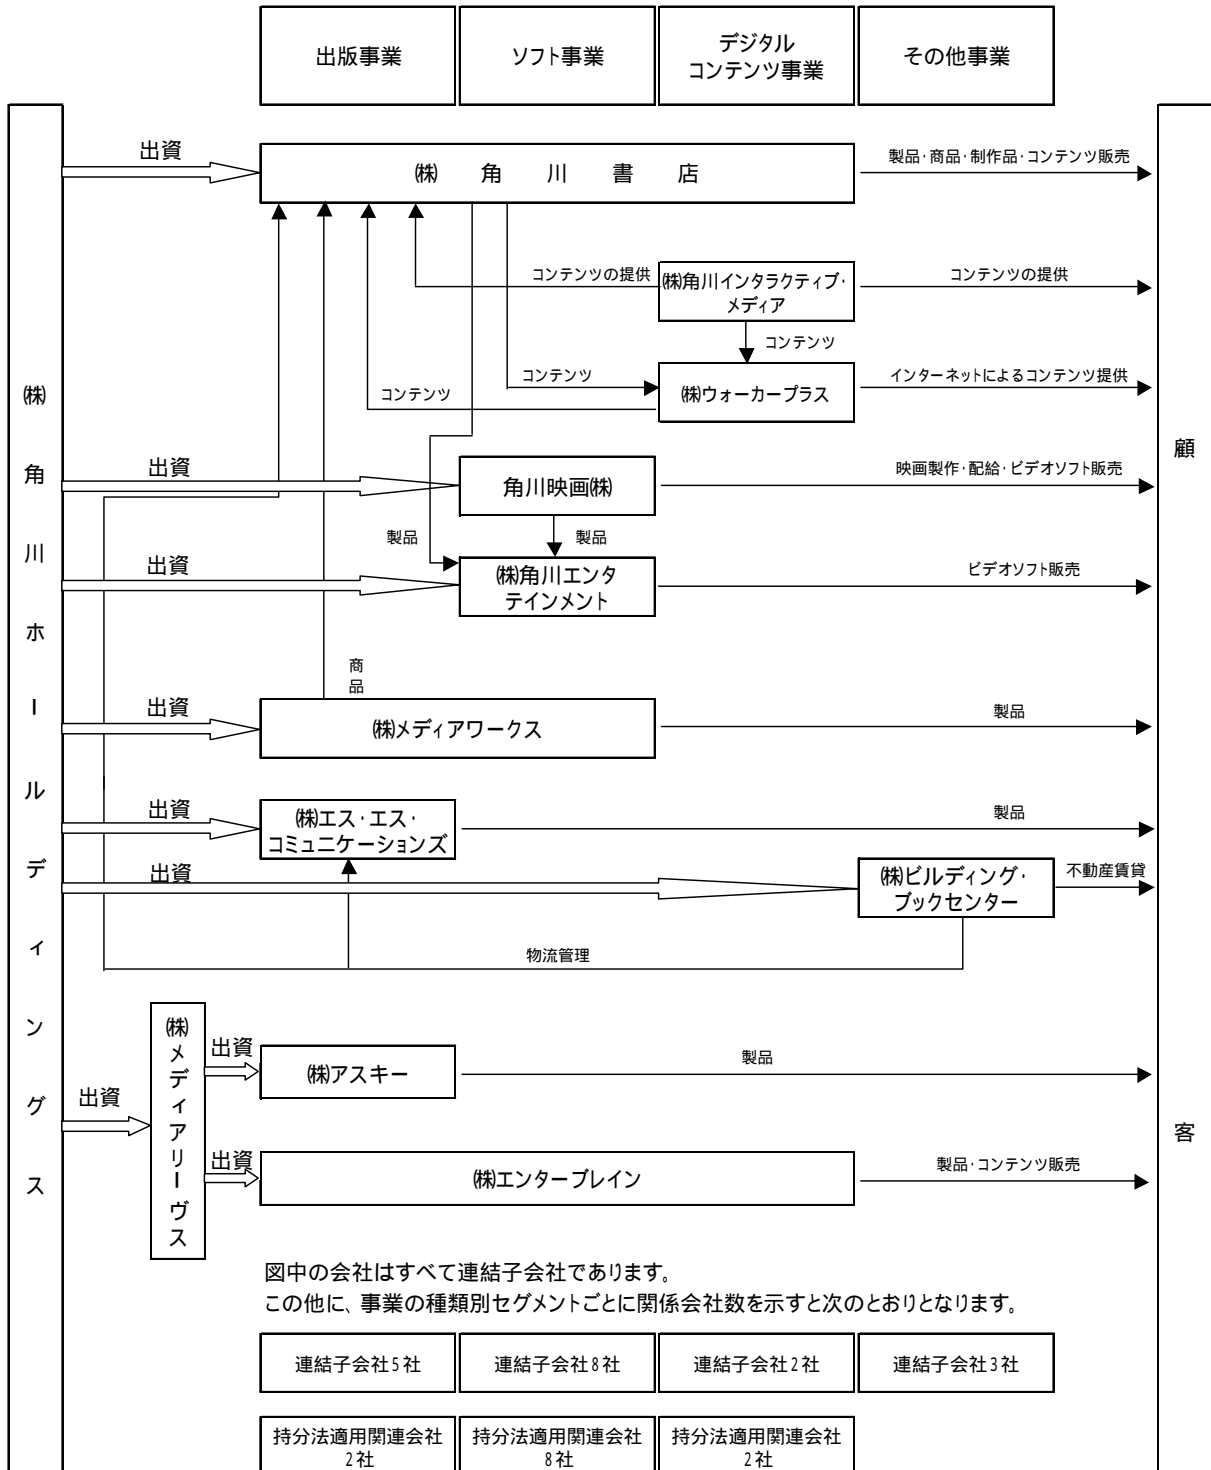 出版事業
ソフト事業
デジタル
コンテンツ事業
その他事業
㈱角川ホールディングス
顧客
出資
㈱角川書店
製品・商品・制作品・コンテンツ販売
コンテンツの提供
㈱角川インタラクティブ・
メディア
コンテンツの提供
コンテンツ
コンテンツ
㈱ウォーカープラス
インターネットによるコンテンツ提供
コンテンツ
出資
角川映画㈱
映画製作・配給・ビデオソフト販売
製品
製品
出資
㈱角川エンタ
テインメント
ビデオソフト販売
商
品
出資
㈱メディアワークス
製品
出資
㈱エス・エス・
コミュニケーションズ
製品
出資
㈱ビルディング・
ブックセンター
不動産賃貸
物流管理
出資
㈱メディアリーヴス
出資
㈱アスキー
製品
出資
㈱エンターブレイン
製品・コンテンツ販売
図中の会社はすべて連結子会社であります。
この他に、事業の種類別セグメントごとに関係会社数を示すと次のとおりとなります。
連結子会社5社
連結子会社8社
連結子会社2社
連結子会社3社
持分法適用関連会社
2社
持分法適用関連会社
8社
持分法適用関連会社
2社